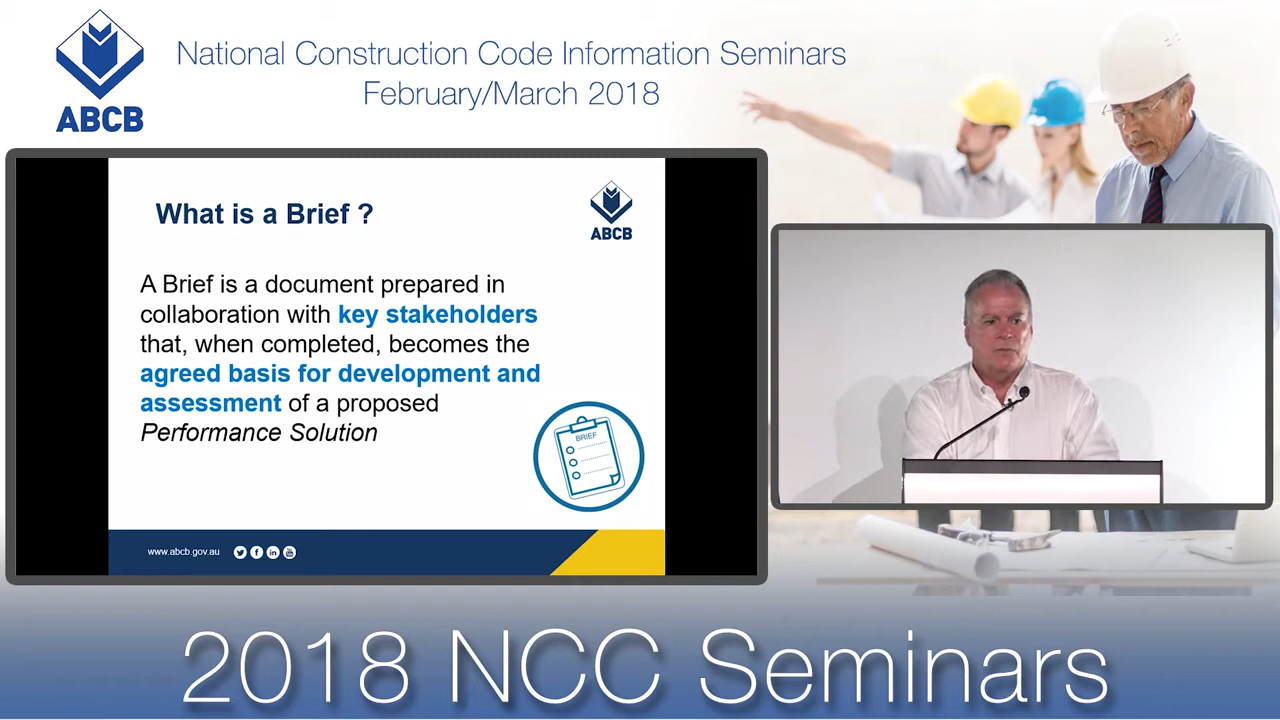 ABCB
National Construction Code Information Seminars
February/March 2018
What is a Brief ?
ABCB
A Brief is a document prepared in
collaboration with key stakeholders
that, when completed, becomes the
agreed basis for development and
assessment of a proposed
Performance Solution
BRIEF
www.abcb.gov.au
2018 NCC Seminars